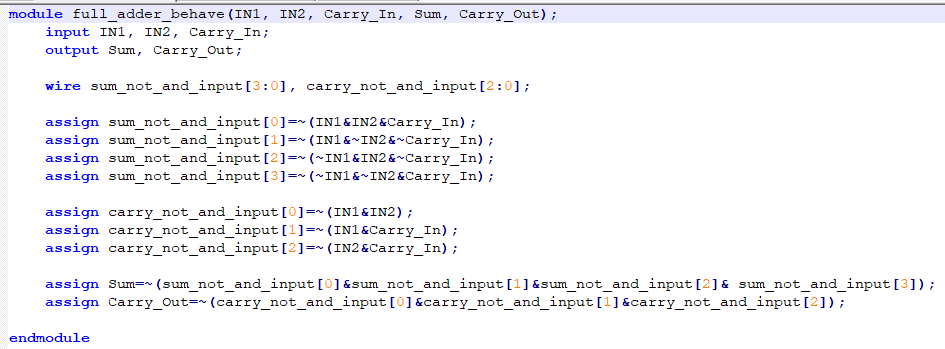 module full_adder_behave(IN1, IN2, Carry_In, Sum, Carry_Out);
input IN1, IN2, Carry_In;
output Sum, Carry_Out;
wire sum_not_and_input[3:0], carry_not_and_input[2:0];
assign sum_not_and_input[0]=~(IN1&IN2&Carry_In);
assign sum_not_and_input[1]=~(IN1&~IN2&~Carry_In);
assign sum_not_and_input[2]=~(~IN1&IN2&~Carry_In);
assign sum_not_and_input[3]=~(~IN1&~IN2&Carry_In);
assign carry_not_and_input[0]=~(IN1&IN2);
assign carry_not_and_input[1]=~(IN1&Carry_In);
assign carry_not_and_input[2]=~(IN2&Carry_In);
assign Sum=~(sum_not_and_input[0]&sum_not_and_input[1]&sum_not_and_input[2]& sum_not_and_input[3]);
assign Carry_Out=~(carry_not_and_input[0]&carry_not_and_input[1]&carry_not_and_input[2]);
endmodule